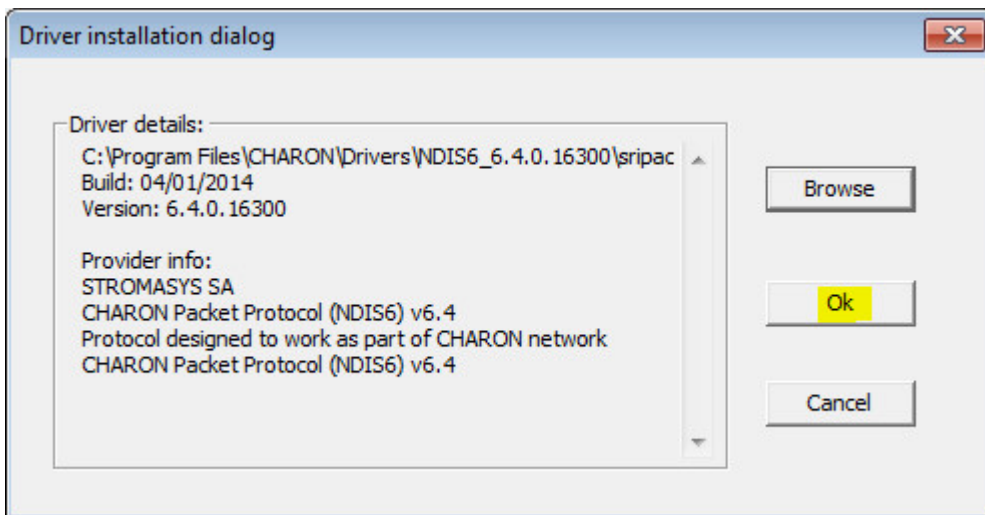 Driver installation dialog
Driver details:
C:\Program Files\CHARON\Drivers\NDIS6_6.4.0.16300\sripac
Build: 04/01/2014
Version: 6.4.0.16300
Provider info:
STROMASYS SA
CHARON Packet Protocol (NDIS6) v6.4
Protocol designed to work as part of CHARON network
CHARON Packet Protocol (NDIS6) v6.4
Browse
Ok
Cancel